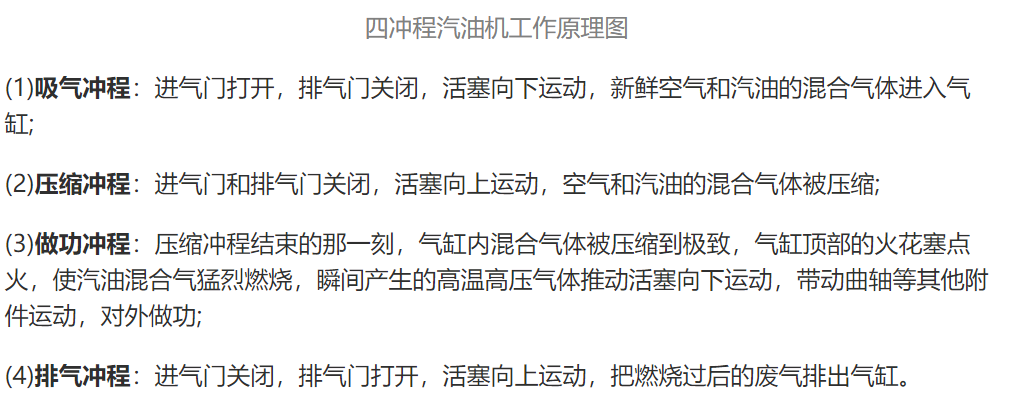 四冲程汽油机工作原理图
(1)吸气冲程：进气门打开，排气门关闭，活塞向下运动，新鲜空气和汽油的混合气体进入气
缸;
(2)压缩冲程：进气门和排气门关闭，活塞向上运动，空气和汽油的混合气体被压缩;
(3)做功冲程：压缩冲程结束的那一刻，气缸内混合气体被压缩到极致，气缸顶部的火花塞点
火，使汽油混合气猛烈燃烧，瞬间产生的高温高压气体推动活塞向下运动，带动曲轴等其他附
件运动，对外做功;
(4)排气冲程：进气门关闭，排气门打开，活塞向上运动，把燃烧过后的废气排出气缸。